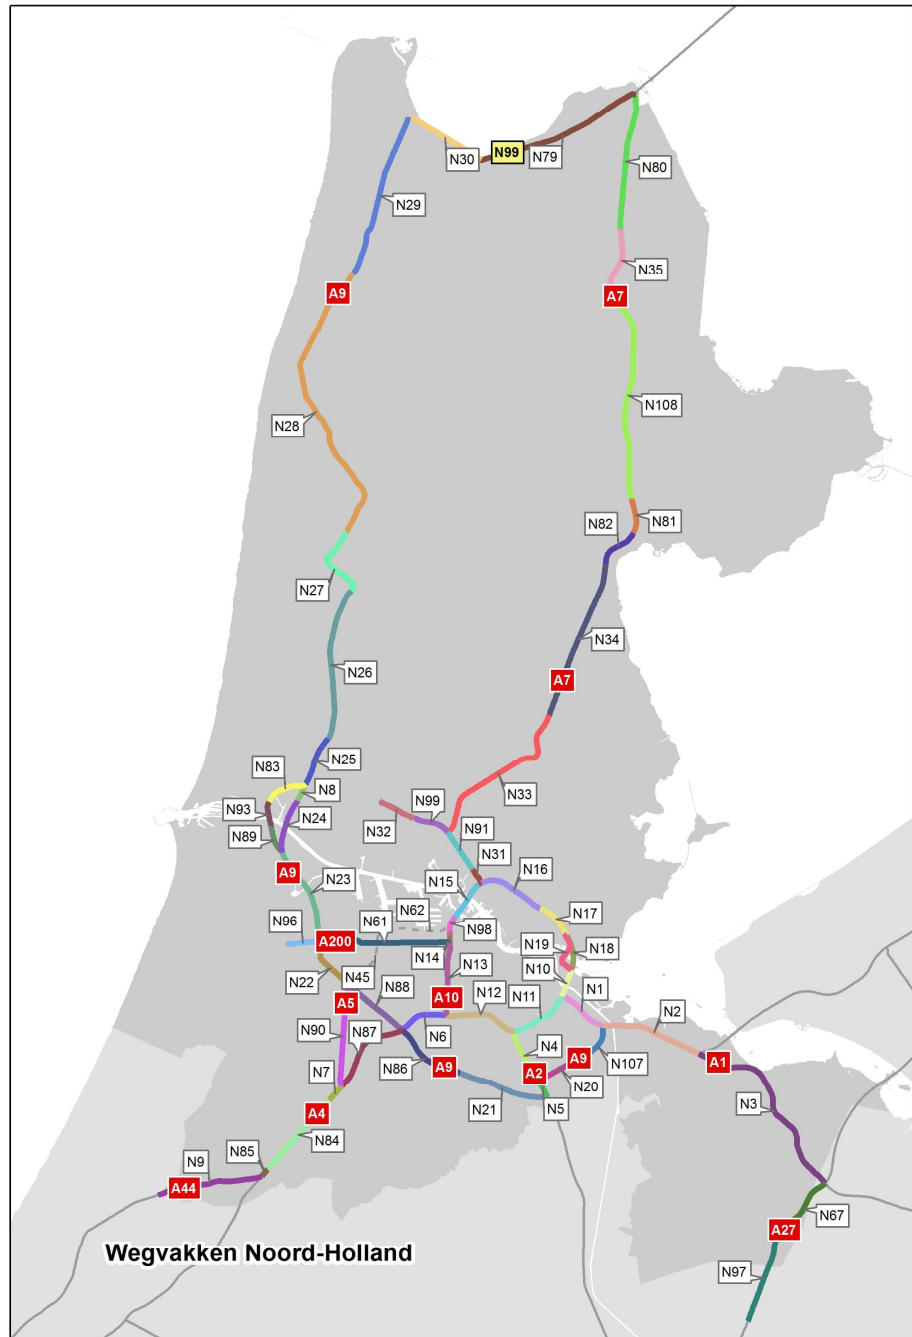 N30
N99
N79
N80
N29
N35
A9
A7
N108
N28
N82
N81
N27
N34
N26
A7
N25
N83
N8
N33
N93
N24
N99
N32
N91
N89
N31
A9
N15
N16
N23
N62
N17
N96
N61
A200
N98
N19
N18
N14
N10
N22
N45
N13
N88
N12
N11
N1
A5
A10
N2
N90
N87
N6
N4
A9
N107
A1
N86
A9
A2
N20
N7
N3
A4
N21
N5
N84
N85
N9
A44
N67
A27
Wegvakken Noord-Holland
N97